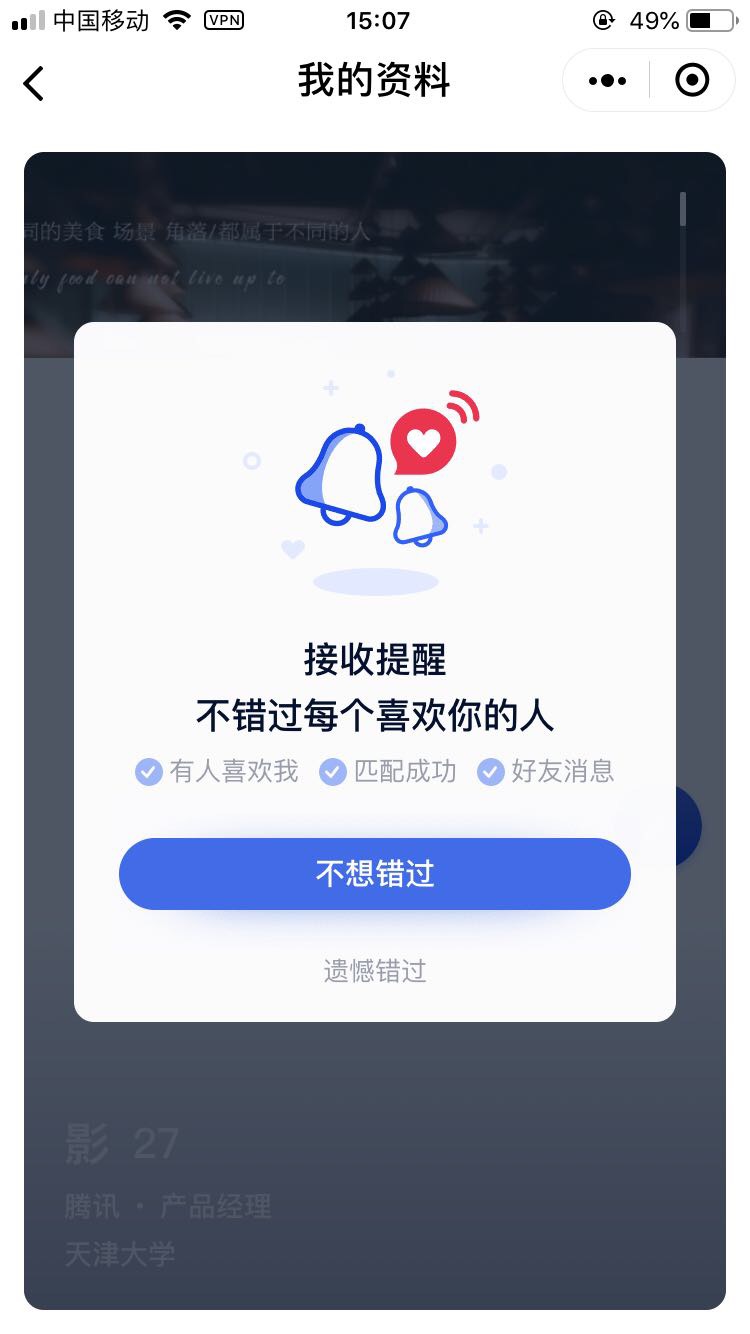 中国移动 VPN 15:07 49%
我的资料
同的美食 场景 角落/都属于不同的人
food can not live up to
接收提醒
不错过每个喜欢你的人
有人喜欢我 匹配成功 好友消息
不想错过
遗憾错过
影 27
腾讯 · 产品经理
天津大学